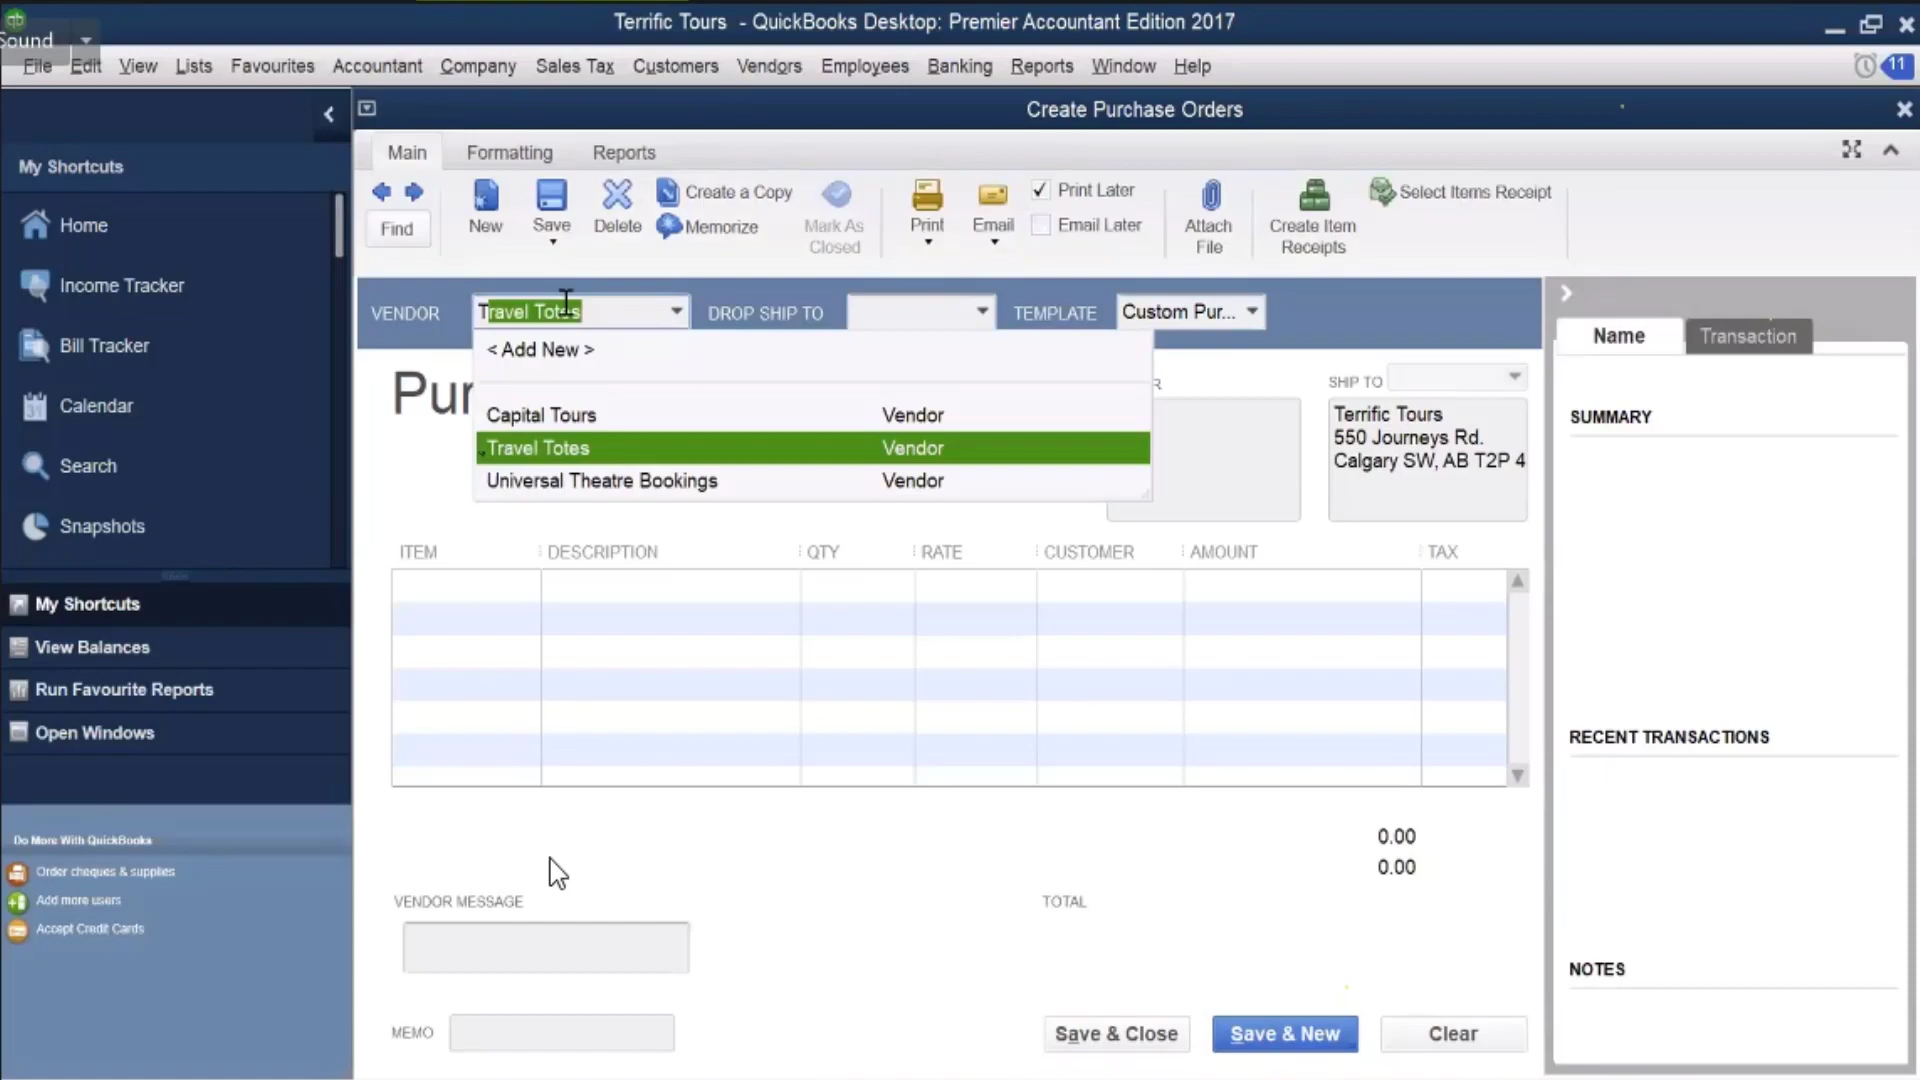 Terrific Tours - QuickBooks Desktop: Premier Accountant Edition 2017
Sound
File Edit View Lists Favourites Accountant Company Sales Tax Customers Vendors Employees Banking Reports Window Help
11
Create Purchase Orders
My Shortcuts
Home
Income Tracker
Bill Tracker
Calendar
Search
Snapshots
My Shortcuts
View Balances
Run Favourite Reports
Open Windows
Do More With QuickBooks
Order cheques & supplies
Add more users
Accept Credit Cards
Main Formatting Reports
Find
New
Save
Delete
Create a Copy
Memorize
Mark As
Closed
Print
Email
Print Later
Email Later
Attach
File
Create Item
Receipts
Select Items Receipt
VENDOR Travel Totes DROP SHIP TO TEMPLATE Custom Pur...
< Add New >
Capital Tours Vendor
Travel Totes Vendor
Universal Theatre Bookings Vendor
Pur
R
SHIP TO
Terrific Tours
550 Journeys Rd.
Calgary SW, AB T2P 4
ITEM DESCRIPTION QTY RATE CUSTOMER AMOUNT TAX
0.00
0.00
VENDOR MESSAGE
TOTAL
MEMO
Save & Close Save & New Clear
Name Transaction
SUMMARY
RECENT TRANSACTIONS
NOTES